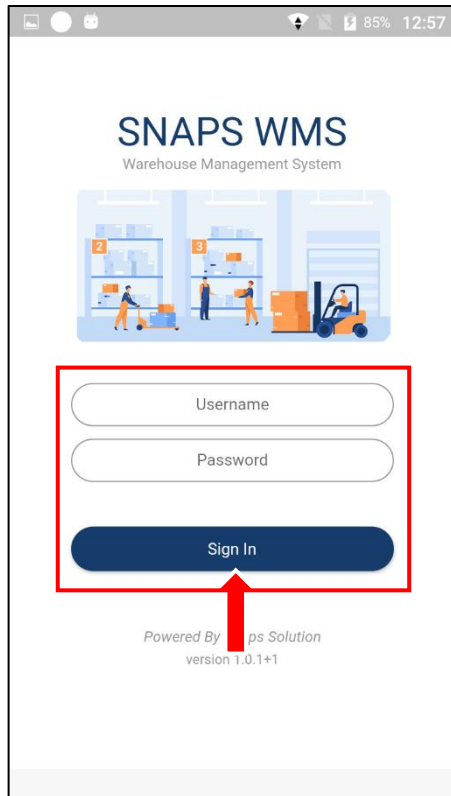 85% 12:57
SNAPS WMS
Warehouse Management System
2
3
Username
Password
Sign In
Powered By ps Solution
version 1.0.1+1